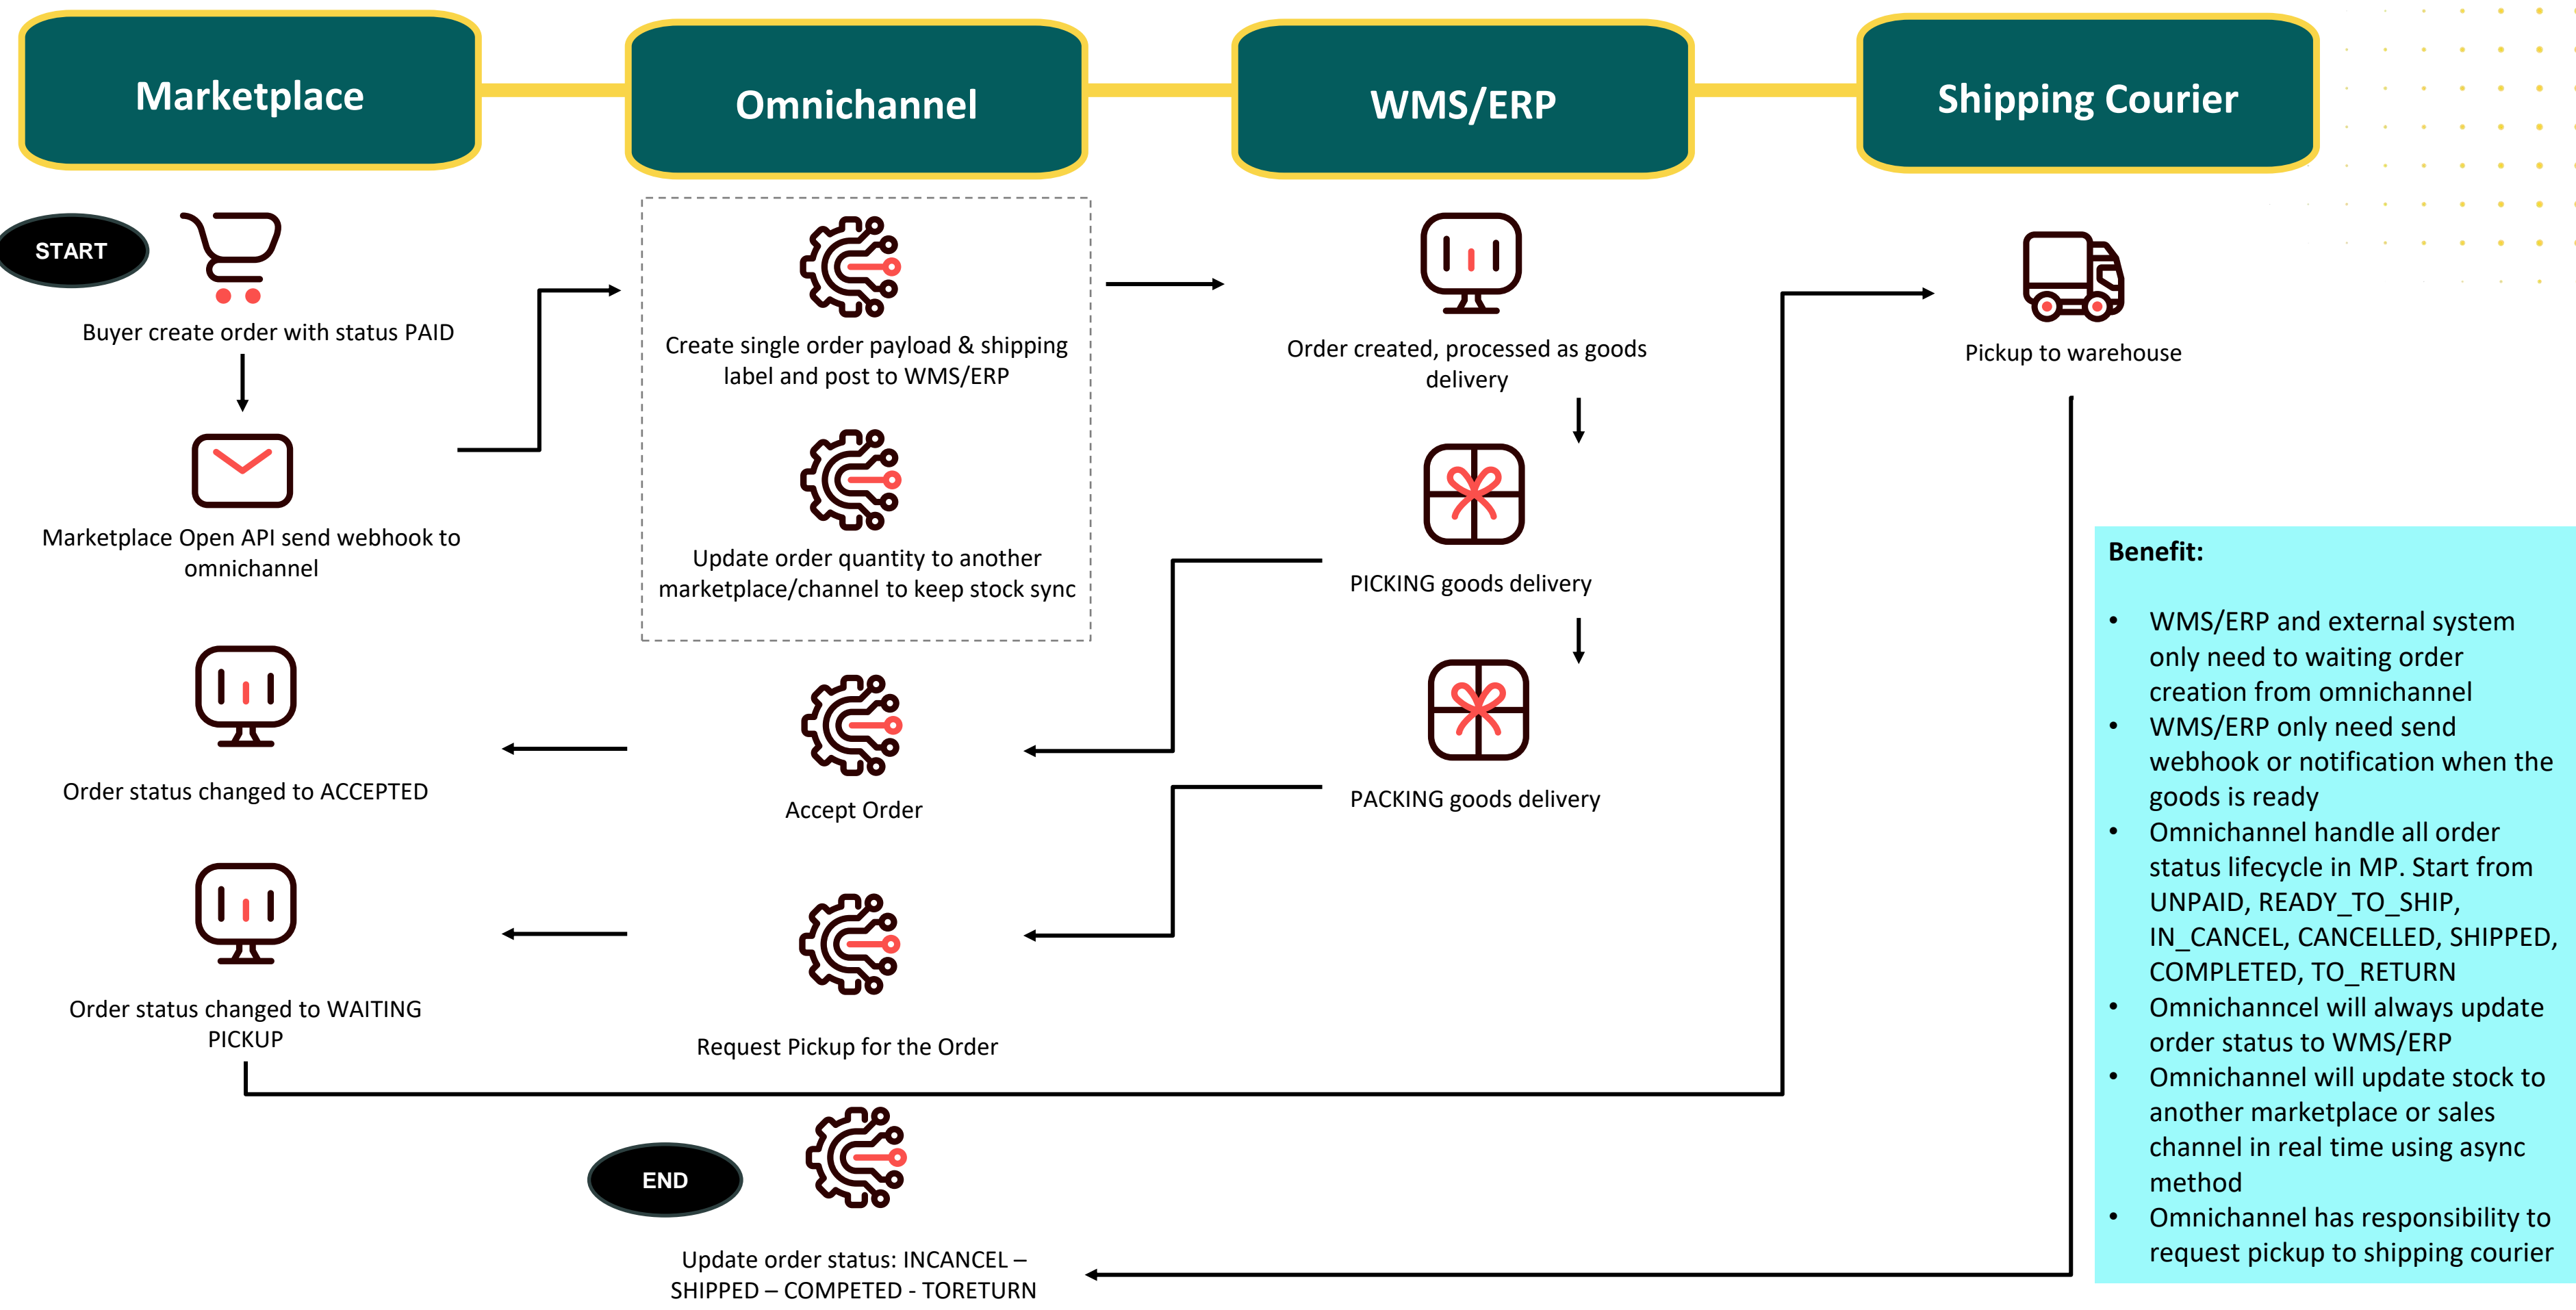 Marketplace
Omnichannel
WMS/ERP
Shipping Courier
START
Buyer create order with status PAID
Marketplace Open API send webhook to
omnichannel
Order status changed to ACCEPTED
Order status changed to WAITING
PICKUP
Create single order payload & shipping
label and post to WMS/ERP
Update order quantity to another
marketplace/channel to keep stock sync
Accept Order
Request Pickup for the Order
END
Update order status: INCANCEL –
SHIPPED – COMPETED - TORETURN
Order created, processed as goods
delivery
PICKING goods delivery
PACKING goods delivery
Pickup to warehouse
Benefit:
• WMS/ERP and external system
only need to waiting order
creation from omnichannel
• WMS/ERP only need send
webhook or notification when the
goods is ready
• Omnichannel handle all order
status lifecycle in MP. Start from
UNPAID, READY_TO_SHIP,
IN_CANCEL, CANCELLED, SHIPPED,
COMPLETED, TO_RETURN
• Omnichanncel will always update
order status to WMS/ERP
• Omnichannel will update stock to
another marketplace or sales
channel in real time using async
method
• Omnichannel has responsibility to
request pickup to shipping courier